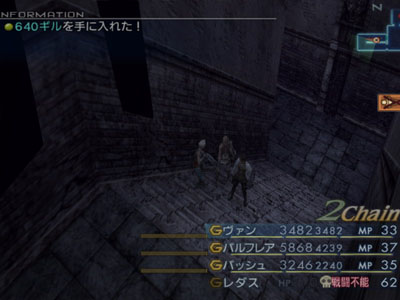 INFORMATION
640ギルを手に入れた！
2Chain
Gヴァン 3482 3482 MP 33
Gバルフレア 5868 4239 MP 37
Gバッシュ 3246 2240 MP 35
Gレダス 戦闘不能 62